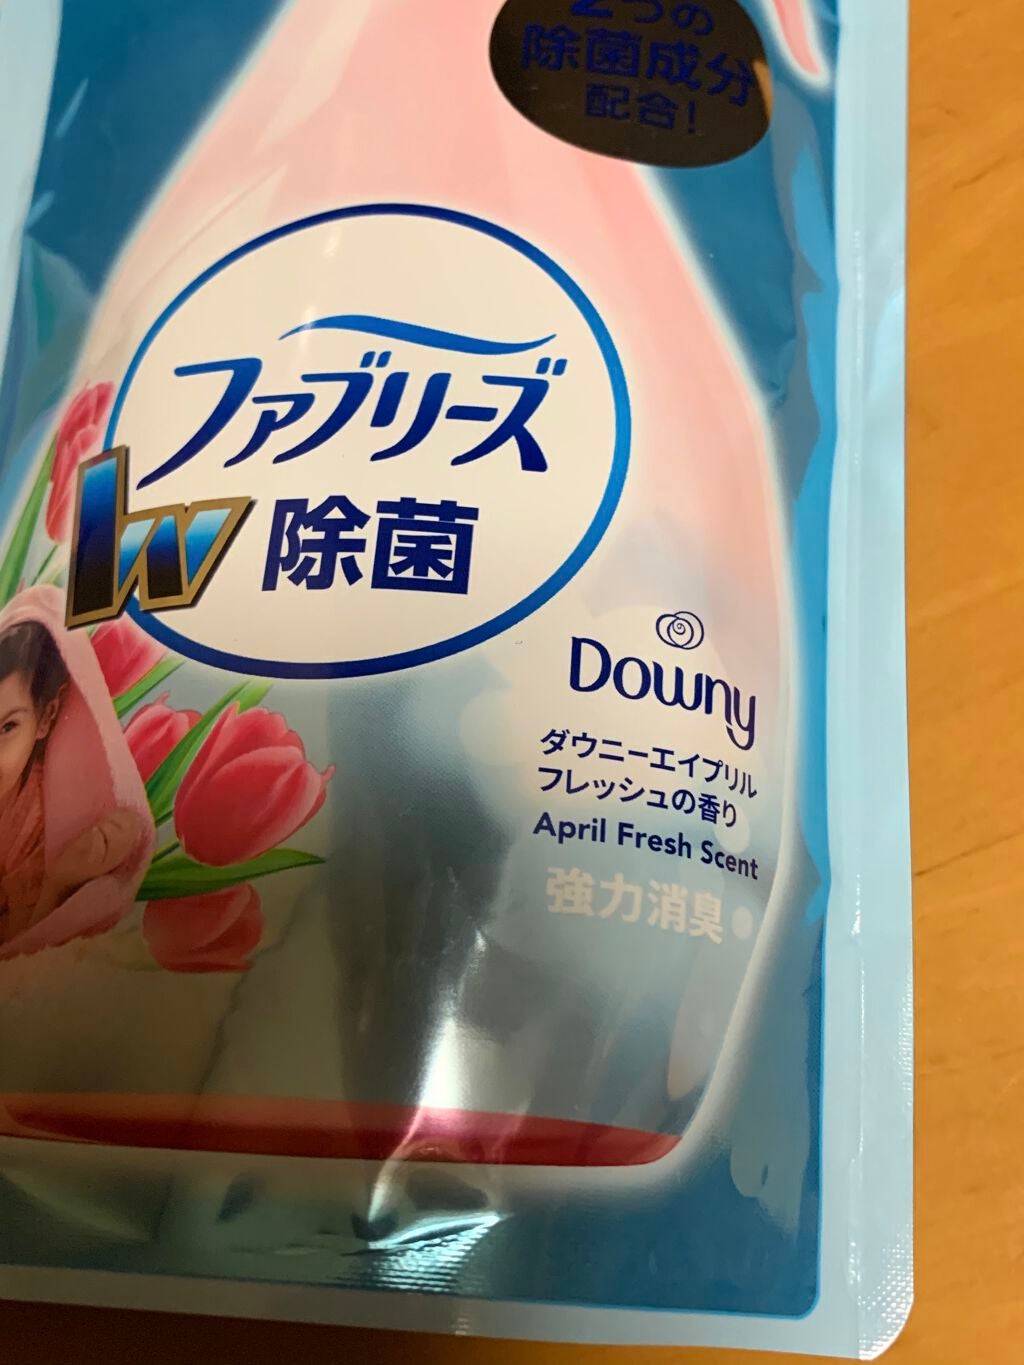 2つの
除菌成分
配合!
ファブリーズ
W除菌
Downy
ダウニーエイプリル
フレッシュの香り
April Fresh Scent
強力消臭